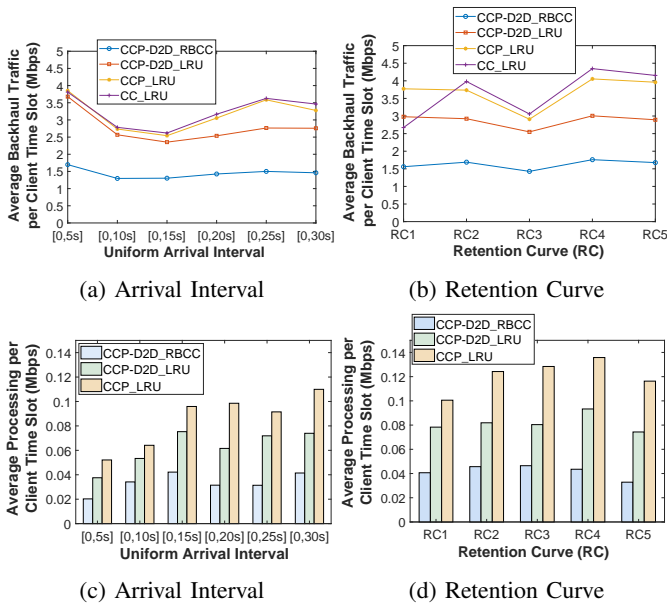 CCP-D2D_RBCC
CCP-D2D_LRU
CCP_LRU
CC_LRU
Average Backhaul Traffic
per Client Time Slot (Mbps)
5
4.5
4
3.5
3
2.5
2
1.5
1
0.5
0
[0,5s] [0,10s] [0,15s] [0,20s] [0,25s] [0,30s]
Uniform Arrival Interval
(a) Arrival Interval
CCP-D2D_RBCC
CCP-D2D_LRU
CCP_LRU
CC_LRU
Average Backhaul Traffic
per Client Time Slot (Mbps)
5
4.5
4
3.5
3
2.5
2
1.5
1
0.5
0
RC1 RC2 RC3 RC4 RC5
Retention Curve (RC)
(b) Retention Curve
CCP-D2D_RBCC
CCP-D2D_LRU
CCP_LRU
Average Processing per
Client Time Slot (Mbps)
0.14
0.12
0.1
0.08
0.06
0.04
0.02
0
[0,5s] [0,10s] [0,15s] [0,20s] [0,25s] [0,30s]
Uniform Arrival Interval
(c) Arrival Interval
CCP-D2D_RBCC
CCP-D2D_LRU
CCP_LRU
Average Processing per
Client Time Slot (Mbps)
0.14
0.12
0.1
0.08
0.06
0.04
0.02
0
RC1 RC2 RC3 RC4 RC5
Retention Curve (RC)
(d) Retention Curve